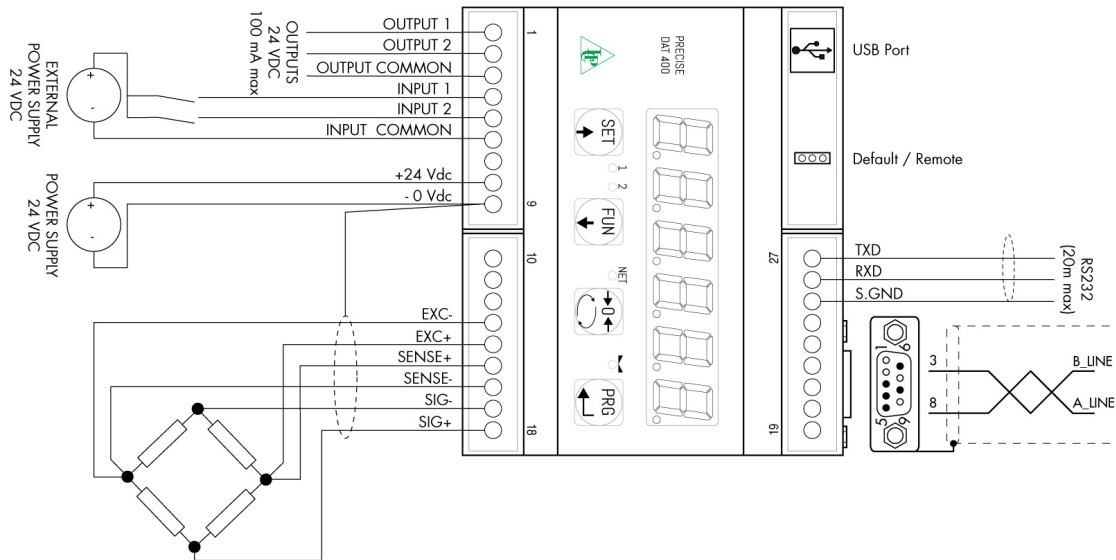 OUTPUTS
24 VDC
100 mA max
EXTERNAL
POWER SUPPLY
24 VDC
POWER SUPPLY
24 VDC
OUTPUT 1
OUTPUT 2
OUTPUT COMMON
INPUT 1
INPUT 2
INPUT COMMON
+24 Vdc
- 0 Vdc
EXC-
EXC+
SENSE+
SENSE-
SIG-
SIG+
+
-
+
-
1
9
10
18
PRECISE
DAT 400
SET
1
2
FUN
NET
0
PRG
27
19
USB Port
Default / Remote
TXD
RXD
S.GND
RS232
(20m max)
1
6
5
9
3
8
B_LINE
A_LINE